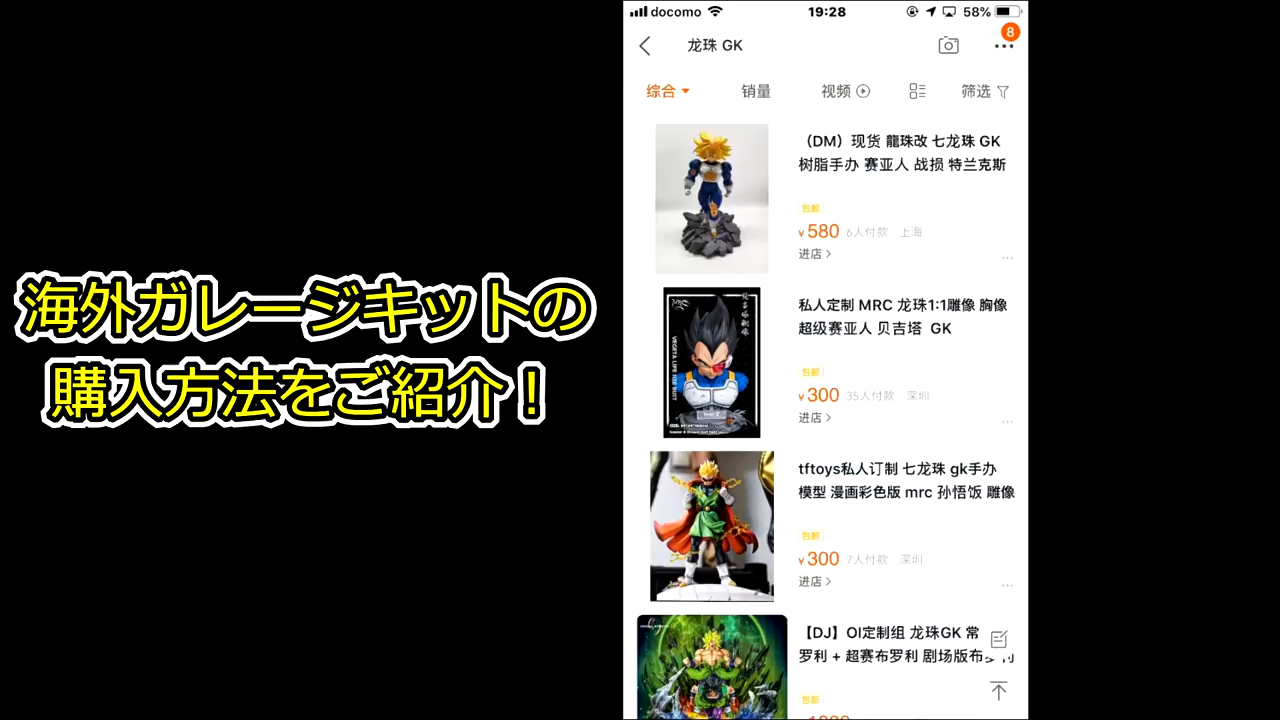 海外ガレージキットの
購入方法をご紹介！
docomo
19:28
58%
龙珠 GK
8
综合
销量
视频
筛选
（DM）现货 龍珠改 七龙珠 GK
树脂手办 赛亚人 战损 特兰克斯
包邮
¥580 6人付款 上海
进店
私人定制 MRC 龙珠1:1雕像 胸像
超级赛亚人 贝吉塔 GK
包邮
¥300 35人付款 深圳
进店
VEGETA LIFE SIZE BUST
tftoys私人订制 七龙珠 gk手办
模型 漫画彩色版 mrc 孙悟饭 雕像
包邮
¥300 7人付款 深圳
进店
【DJ】OI定制组 龙珠GK 常
罗利 + 超赛布罗利 剧场版布
包邮